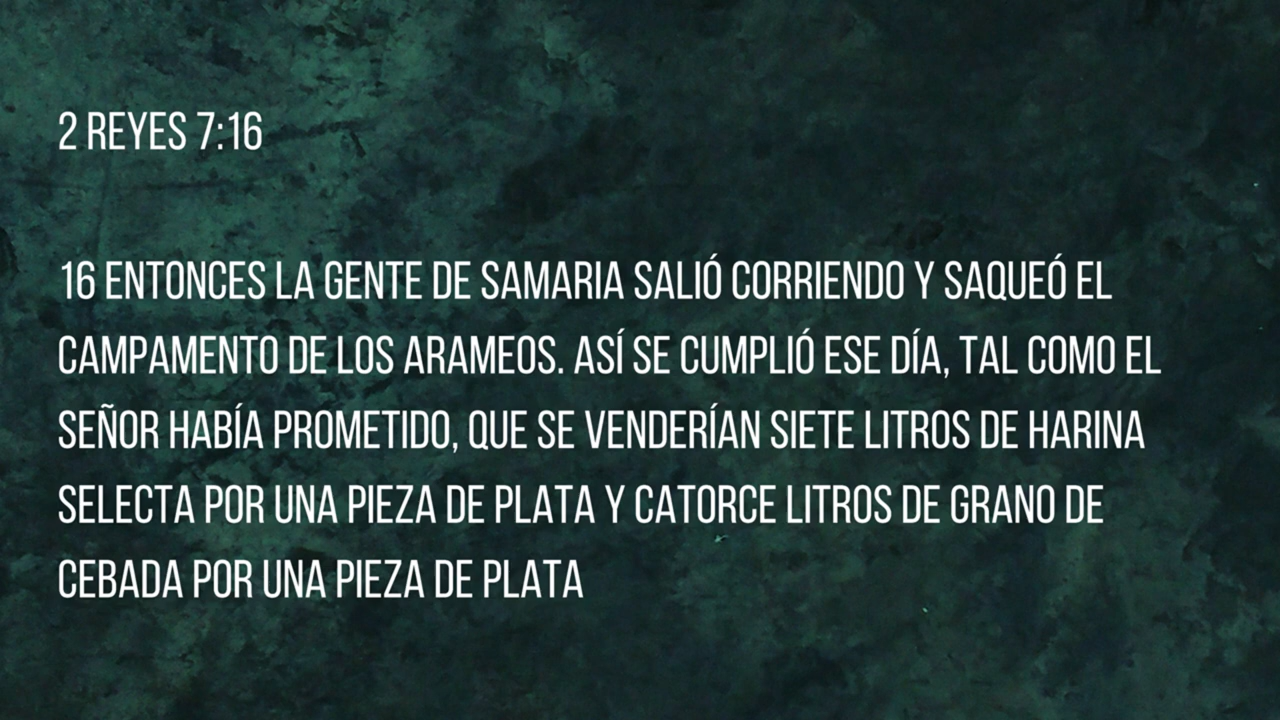 2 REYES 7:16
16 ENTONCES LA GENTE DE SAMARIA SALIÓ CORRIENDO Y SAQUEÓ EL
CAMPAMENTO DE LOS ARAMEOS. ASÍ SE CUMPLIÓ ESE DÍA, TAL COMO EL
SEÑOR HABÍA PROMETIDO, QUE SE VENDERÍAN SIETE LITROS DE HARINA
SELECTA POR UNA PIEZA DE PLATA Y CATORCE LITROS DE GRANO DE
CEBADA POR UNA PIEZA DE PLATA